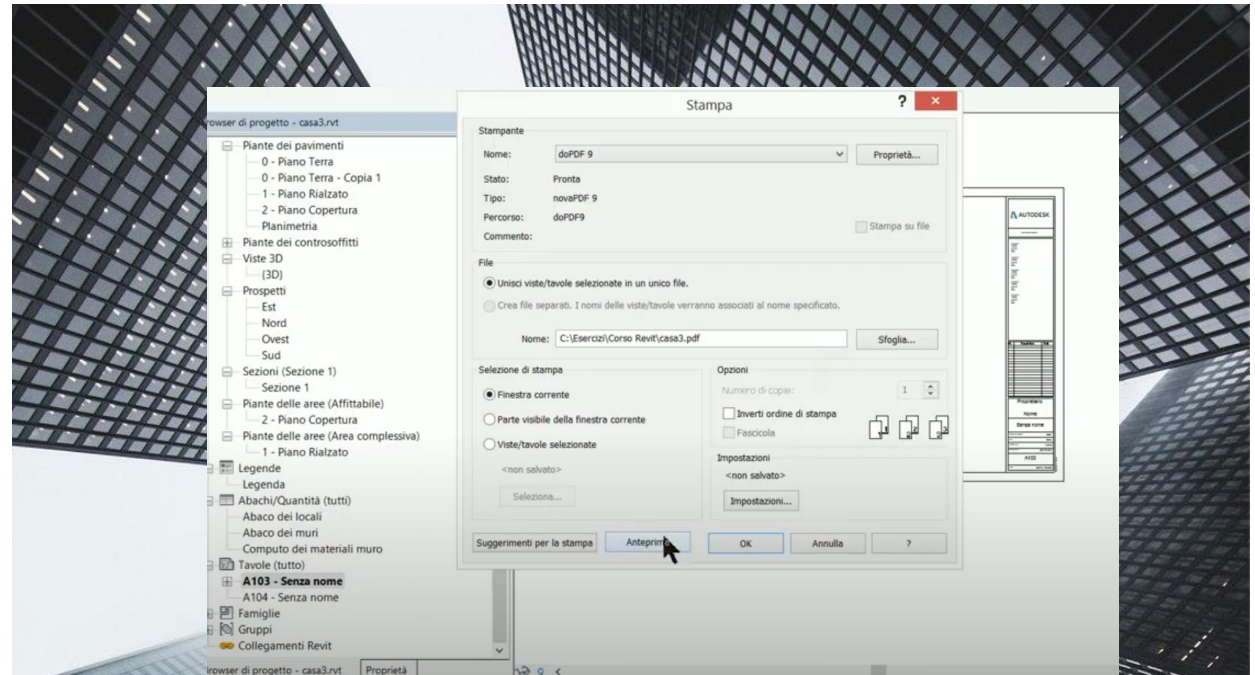 rowser di progetto - casa3.rvt
Piante dei pavimenti
0 - Piano Terra
0 - Piano Terra - Copia 1
1 - Piano Rialzato
2 - Piano Copertura
Planimetria
Piante dei controsoffitti
Viste 3D
{3D}
Prospetti
Est
Nord
Ovest
Sud
Sezioni (Sezione 1)
Sezione 1
Piante delle aree (Affittabile)
2 - Piano Copertura
Piante delle aree (Area complessiva)
1 - Piano Rialzato
Legende
Legenda
Abachi/Quantità (tutti)
Abaco dei locali
Abaco dei muri
Computo dei materiali muro
Tavole (tutto)
A103 - Senza nome
A104 - Senza nome
Famiglie
Gruppi
Collegamenti Revit
rowser di progetto - casa3.rvt Proprietà
Stampa ? ×
Stampante
Nome: doPDF 9 Proprietà...
Stato: Pronta
Tipo: novaPDF 9
Percorso: doPDF9
Commento: Stampa su file
File
Unisci viste/tavole selezionate in un unico file.
Crea file separati. I nomi delle viste/tavole verranno associati al nome specificato.
Nome: C:\Esercizi\Corso Revit\casa3.pdf Sfoglia...
Selezione di stampa
Finestra corrente
Parte visibile della finestra corrente
Viste/tavole selezionate
<non salvato>
Seleziona...
Opzioni
Numero di copie: 1
Inverti ordine di stampa
Fascicola
Impostazioni
<non salvato>
Impostazioni...
Suggerimenti per la stampa Anteprima OK Annulla ?
AUTODESK
Proprietario
Nome
Senza nome
A103